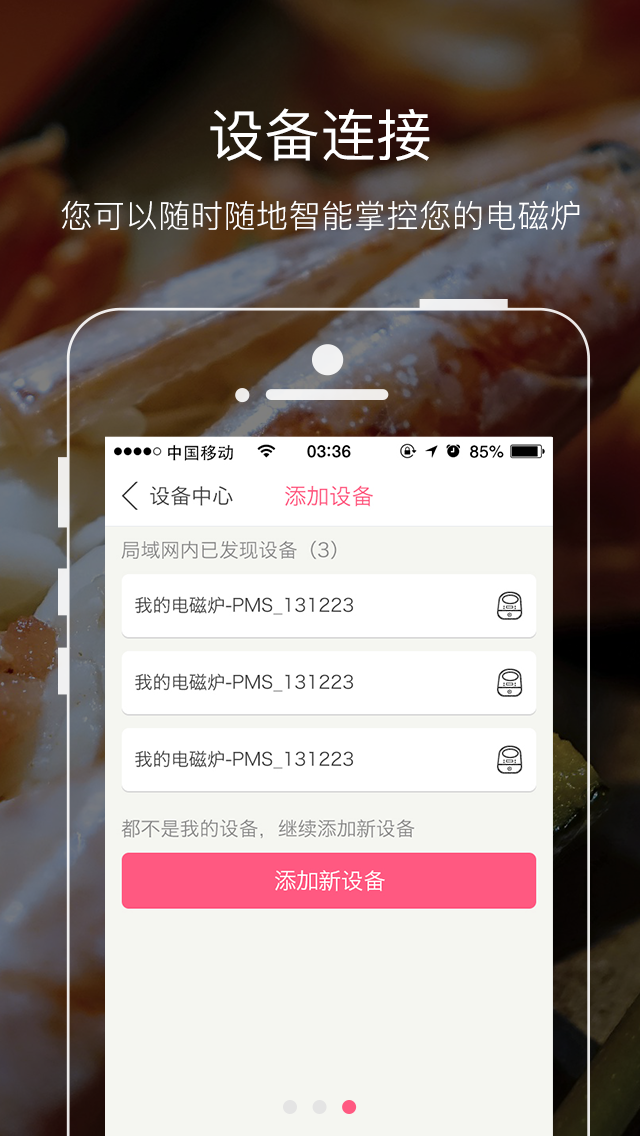 设备连接
您可以随时随地智能掌控您的电磁炉
中国移动 03:36 85%
设备中心 添加设备
局域网内已发现设备（3）
我的电磁炉-PMS_131223
我的电磁炉-PMS_131223
我的电磁炉-PMS_131223
都不是我的设备，继续添加新设备
添加新设备